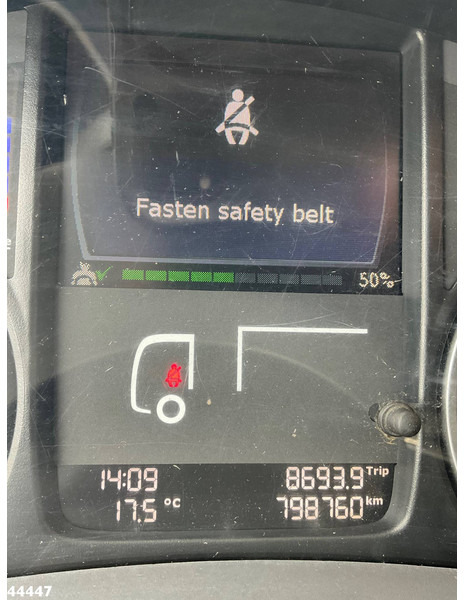 Fasten safety belt
50%
14:09
8693.9 Trip
17.5 °C
798760 km
44447